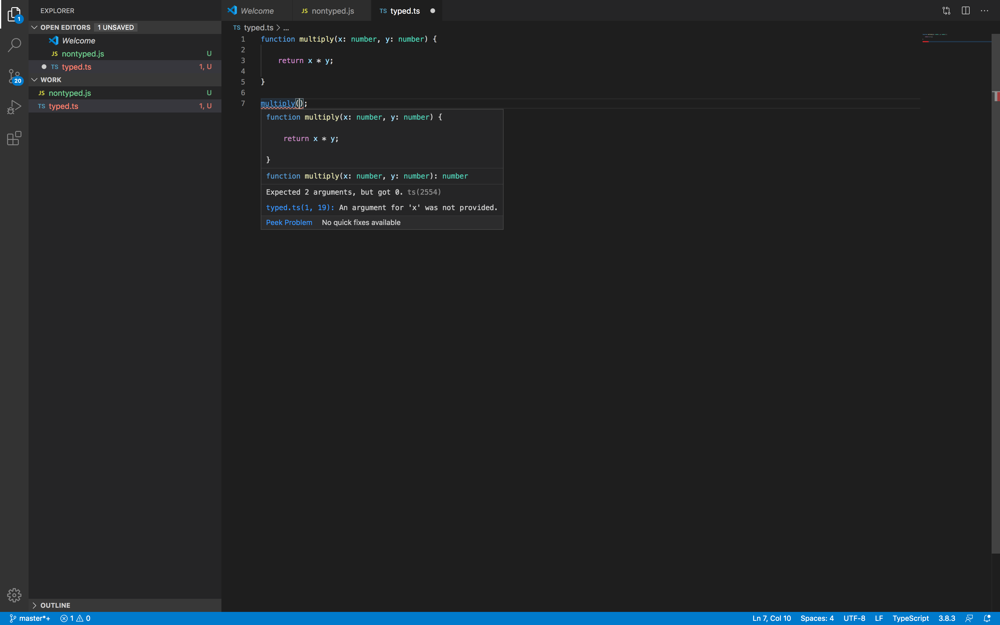 1
20
EXPLORER
OPEN EDITORS 1 UNSAVED
Welcome
JS nontyped.js U
TS typed.ts 1, U
WORK
JS nontyped.js U
TS typed.ts 1, U
OUTLINE
Welcome JS nontyped.js TS typed.ts
TS typed.ts > ...
1 function multiply(x: number, y: number) {
2
3 return x * y;
4
5 }
6
7 multiply();
function multiply(x: number, y: number) {
return x * y;
}
function multiply(x: number, y: number): number
Expected 2 arguments, but got 0. ts(2554)
typed.ts(1, 19): An argument for 'x' was not provided.
Peek Problem No quick fixes available
master*+ 1 0 Ln 7, Col 10 Spaces: 4 UTF-8 LF TypeScript 3.8.3